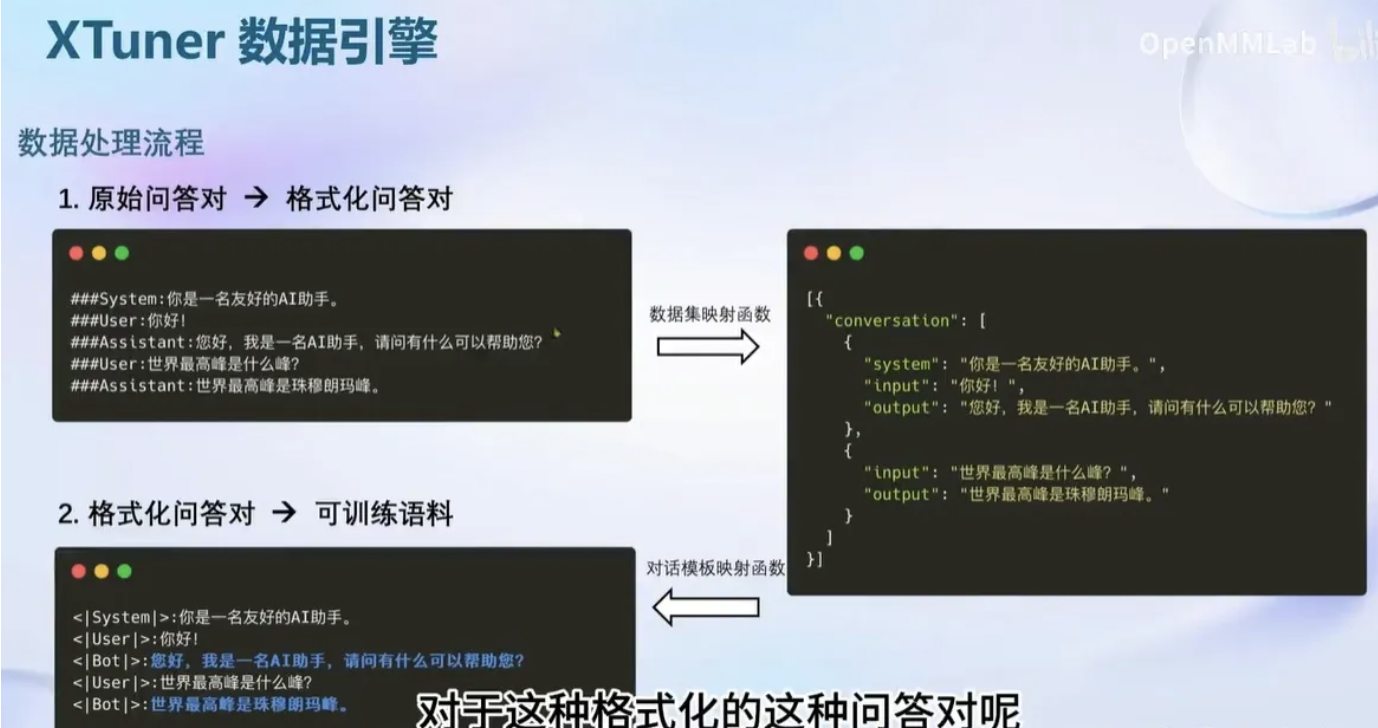 XTuner 数据引擎
OpenMMLab
数据处理流程
1. 原始问答对 → 格式化问答对
###System:你是一名友好的AI助手。
###User:你好!
###Assistant:您好，我是一名AI助手，请问有什么可以帮助您?
###User:世界最高峰是什么峰?
###Assistant:世界最高峰是珠穆朗玛峰。
数据集映射函数
[{
"conversation": [
{
"system": "你是一名友好的AI助手。",
"input": "你好! ",
"output": "您好，我是一名AI助手，请问有什么可以帮助您? "
},
{
"input": "世界最高峰是什么峰? ",
"output": "世界最高峰是珠穆朗玛峰。"
}
]
}]
2. 格式化问答对 → 可训练语料
对话模板映射函数
<|System|>:你是一名友好的AI助手。
<|User|>:你好!
<|Bot|>:您好，我是一名AI助手，请问有什么可以帮助您?
<|User|>:世界最高峰是什么峰?
<|Bot|>:世界最高峰是珠穆朗玛峰。
对于这种格式化的这种问答对呢